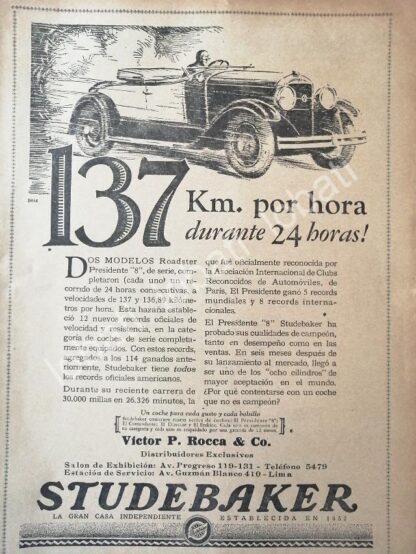 137
Km. por hora
durante 24 horas!
DOS MODELOS Roadster
Presidente "8", de serie, com-
pletaron (cada uno) un re-
corrido de 24 horas consecutivas, a
velocidades de 137 y 136,89 kilóme-
tros por hora. Esta hazaña estable-
ció 12 nuevos records oficiales de
velocidad y resistencia, en la cate-
goría de coches de serie completa-
mente equipados. Con estos records,
agregados a los 114 ganados ante-
riormente, Studebaker tiene todos
los records oficiales americanos.
Durante su reciente carrera de
30.000 millas en 26.326 minutos, la
que fué oficialmente reconocida por
la Asociación Internacional de Clubs
Reconocidos de Automóviles, de
París, El Presidente ganó 5 records
mundiales y 8 records interna-
cionales.
El Presidente "8" Studebaker ha
probado sus cualidades de campeón,
tanto en desempeño como en las
ventas. En seis meses después de
su lanzamiento al mercado, llegó a
ser uno de los "ocho cilindros" de
mayor aceptación en el mundo.
¿Por qué contentarse con un coche
que no es campeón?
Un coche para cada gusto y cada bolsillo
Víctor P. Rocca & Co.
Distribuidores Exclusivos
Salón de Exhibición: Av. Progreso 119-131 - Teléfono 5479
Estación de Servicio: Av. Guzmán Blanco 410 - Lima
STUDEBAKER
LA GRAN CASA INDEPENDIENTE ESTABLECIDA EN 1852